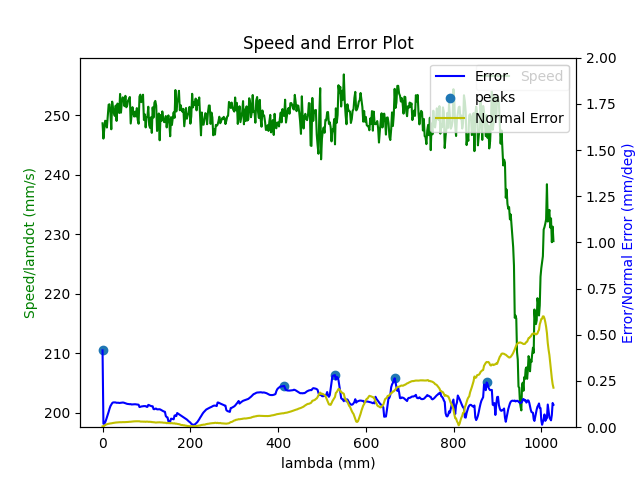 Speed and Error Plot
Error
Speed
peaks
Normal Error
Speed/lamdot (mm/s)
250
240
230
220
210
200
2.00
1.75
1.50
1.25
1.00
0.75
0.50
0.25
0.00
Error/Normal Error (mm/deg)
0 200 400 600 800 1000
lambda (mm)